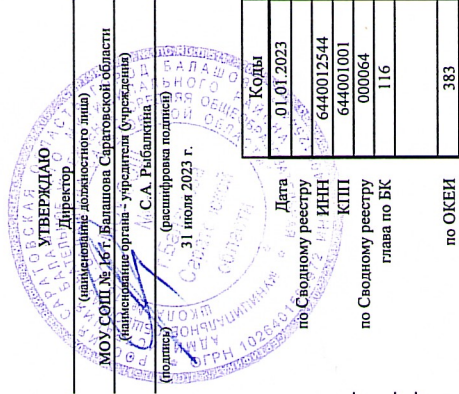 УТВЕРЖДАЮ
Директор
(наименование должностного лица)
МОУ СОШ № 16 г. Балашова Саратовской области
(наименование органа - учредителя (учреждения)
С.А. Рыбалкина
(подпись) (расшифровка подписи)
31 июля 2023 г.
Коды
Дата 01.01.2023
по Сводному реестру
ИНН 6440012544
КПП 644001001
по Сводному реестру 000064
глава по БК 116
по ОКЕИ 383